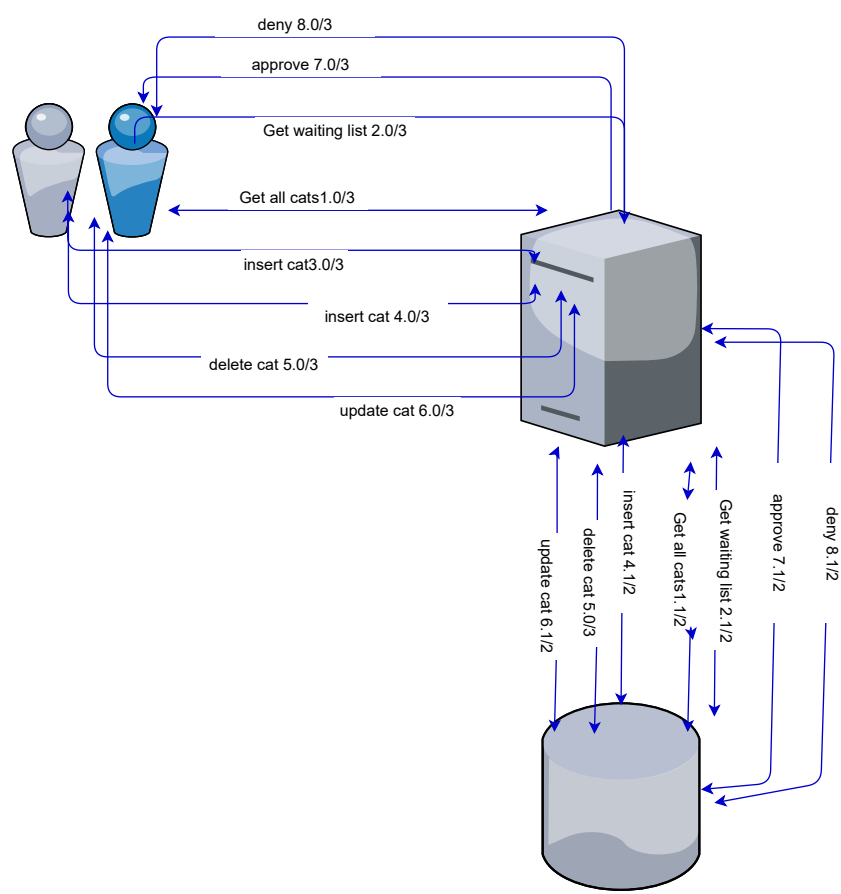 deny 8.0/3
approve 7.0/3
Get waiting list 2.0/3
Get all cats1.0/3
insert cat3.0/3
insert cat 4.0/3
delete cat 5.0/3
update cat 6.0/3
update cat 6.1/2
delete cat 5.0/3
insert cat 4.1/2
Get all cats1.1/2
Get waiting list 2.1/2
approve 7.1/2
deny 8.1/2